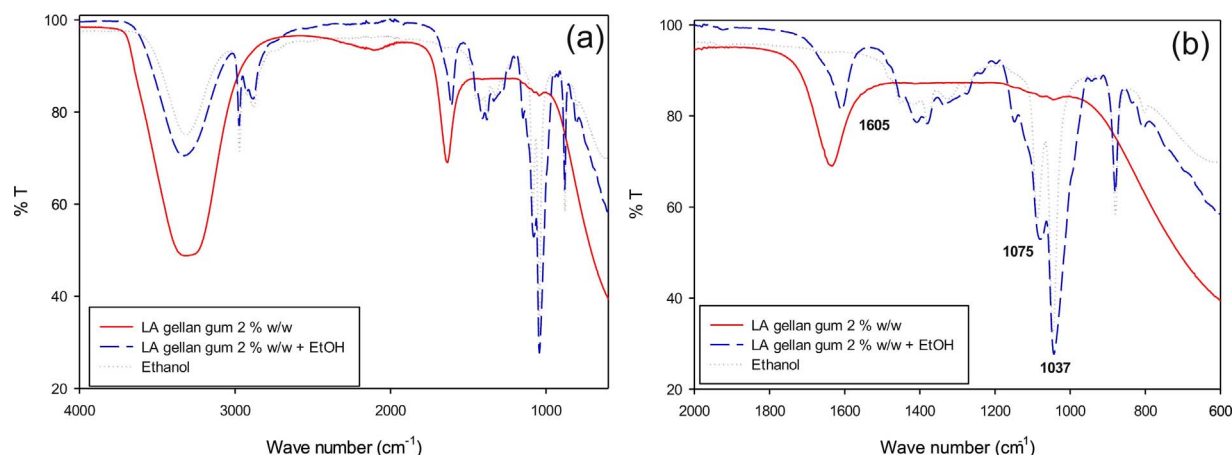 (a)
100
80
60
40
20
% T
LA gellan gum 2 % w/w
LA gellan gum 2 % w/w + EtOH
Ethanol
4000 3000 2000 1000
Wave number (cm-1)
(b)
100
80
60
40
20
% T
1605
1075
1037
LA gellan gum 2 % w/w
LA gellan gum 2 % w/w + EtOH
Ethanol
2000 1800 1600 1400 1200 1000 800 600
Wave number (cm-1)